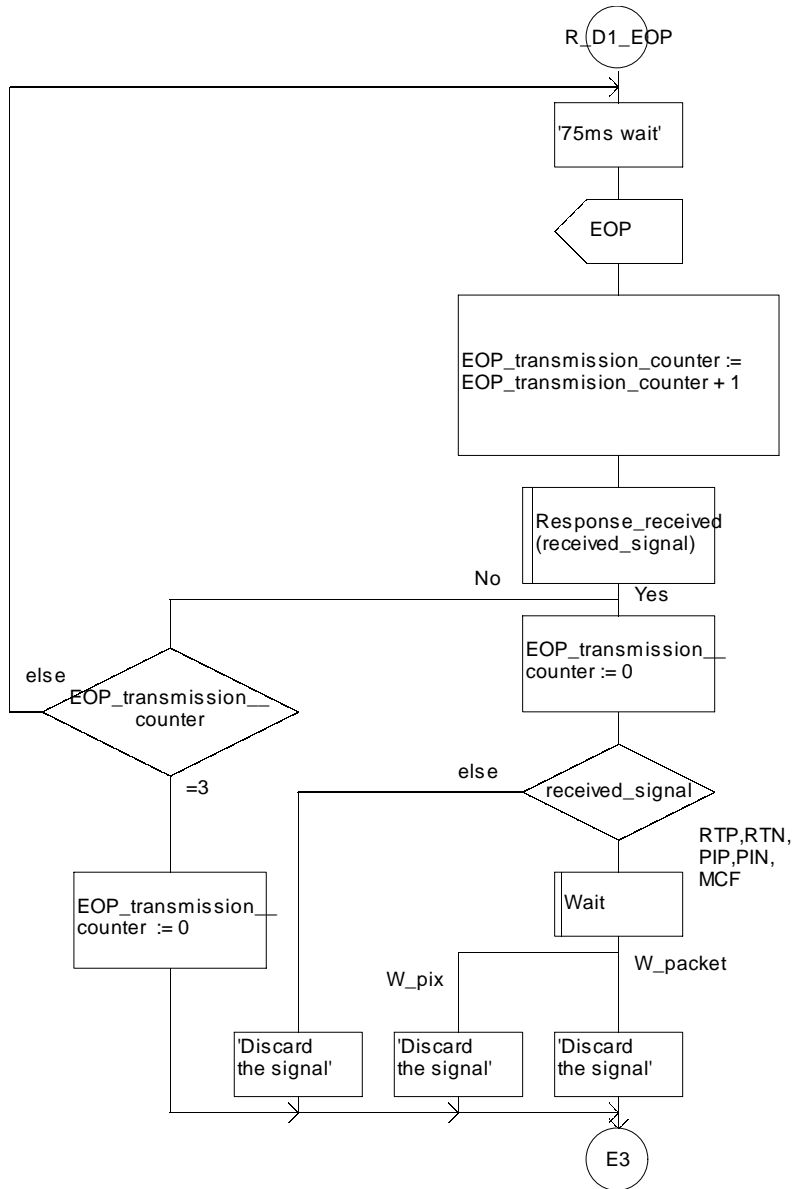 R_D1_EOP
'75ms wait'
EOP
EOP_transmission_counter :=
EOP_transmision_counter + 1
Response_received
(received_signal)
No
Yes
EOP_transmission__
counter := 0
else
EOP_transmission__
counter
=3
else
received_signal
RTP,RTN,
PIP,PIN,
MCF
EOP_transmission__
counter := 0
Wait
W_pix
W_packet
'Discard
the signal'
'Discard
the signal'
'Discard
the signal'
E3